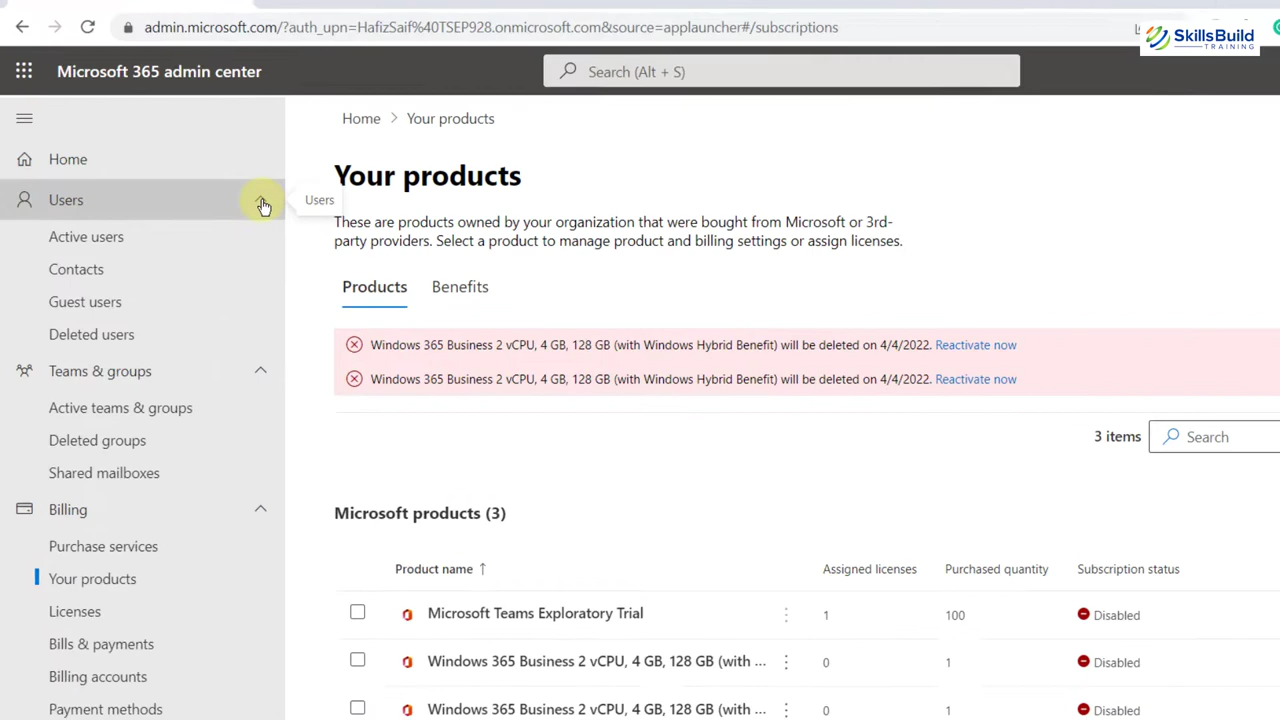 admin.microsoft.com/?auth_upn=HafizSaif%40TSEP928.onmicrosoft.com&source=applauncher#/subscriptions
SkillsBuild
TRAINING
Microsoft 365 admin center
Search (Alt + S)
Home > Your products
Home
Your products
Users
Users
These are products owned by your organization that were bought from Microsoft or 3rd-
party providers. Select a product to manage product and billing settings or assign licenses.
Active users
Contacts
Guest users
Deleted users
Products Benefits
Windows 365 Business 2 vCPU, 4 GB, 128 GB (with Windows Hybrid Benefit) will be deleted on 4/4/2022. Reactivate now
Windows 365 Business 2 vCPU, 4 GB, 128 GB (with Windows Hybrid Benefit) will be deleted on 4/4/2022. Reactivate now
Teams & groups
Active teams & groups
Deleted groups
Shared mailboxes
3 items
Search
Billing
Purchase services
Your products
Licenses
Bills & payments
Billing accounts
Payment methods
Microsoft products (3)
Product name ↑ Assigned licenses Purchased quantity Subscription status
Microsoft Teams Exploratory Trial 1 100 Disabled
Windows 365 Business 2 vCPU, 4 GB, 128 GB (with ... 0 1 Disabled
Windows 365 Business 2 vCPU, 4 GB, 128 GB (with ... 0 1 Disabled